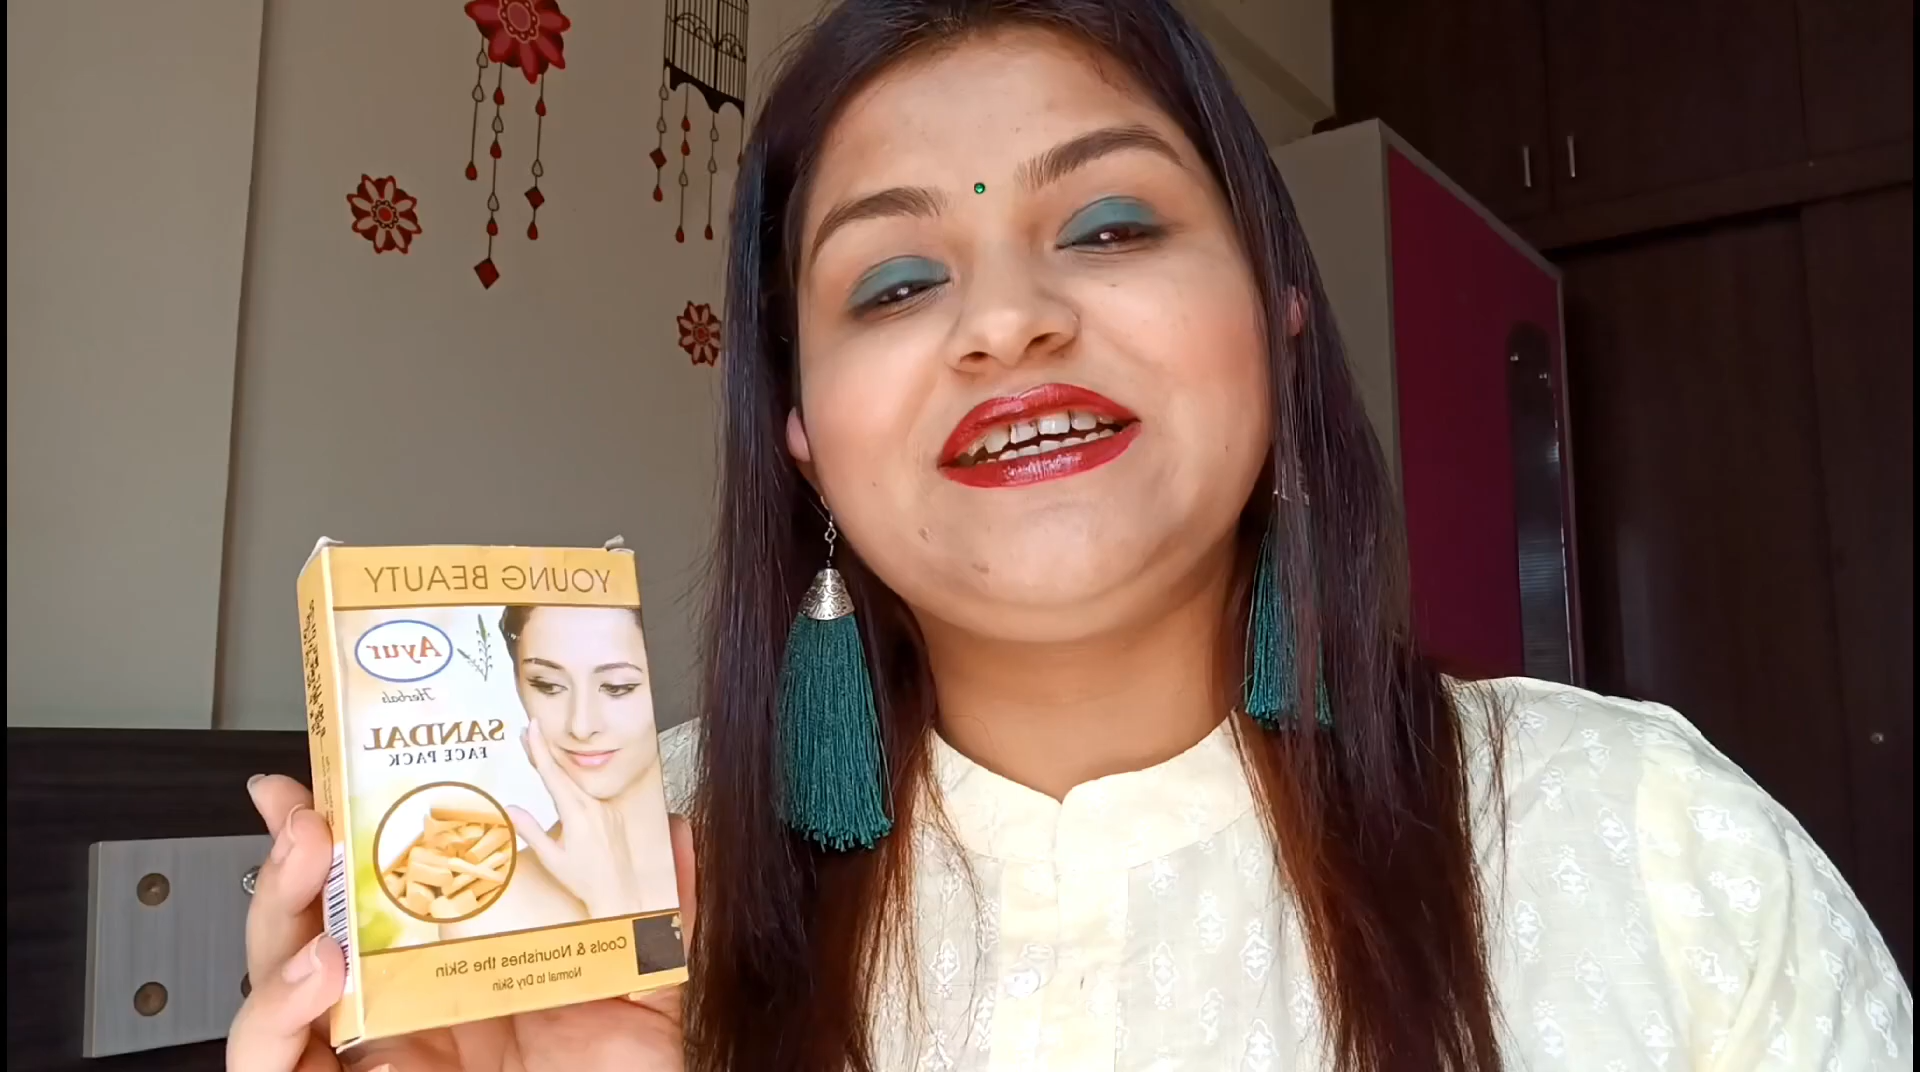 YOUNG BEAUTY
Ayur
Herbals
SANDAL
FACE PACK
Cools & Nourishes the Skin
Normal to Dry Skin